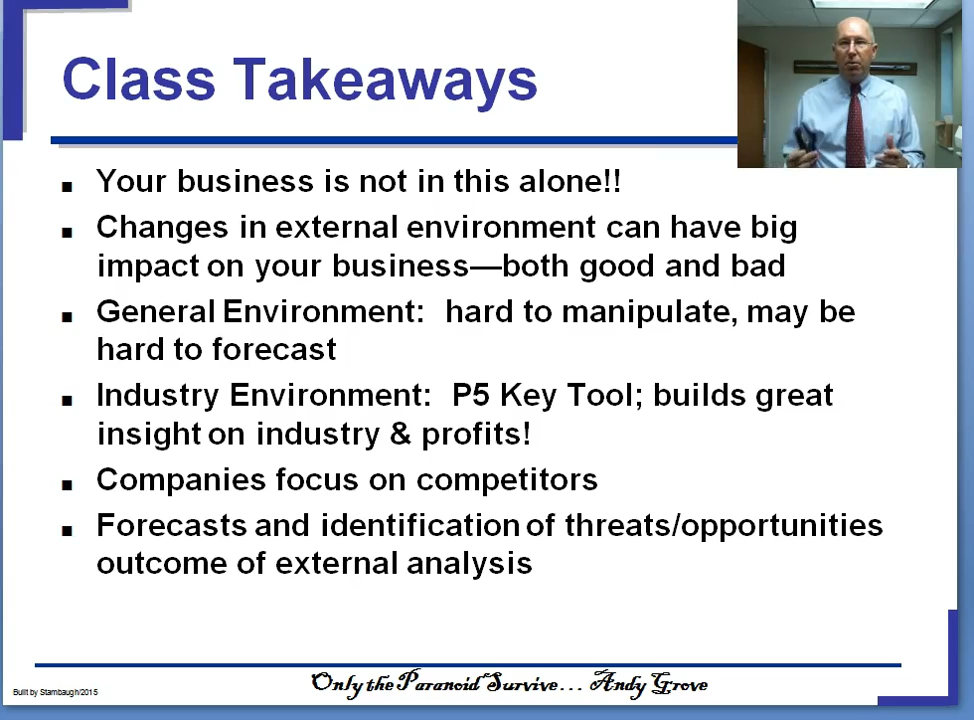 Class Takeaways
Your business is not in this alone!!
Changes in external environment can have big
impact on your business—both good and bad
General Environment: hard to manipulate, may be
hard to forecast
Industry Environment: P5 Key Tool; builds great
insight on industry & profits!
Companies focus on competitors
Forecasts and identification of threats/opportunities
outcome of external analysis
Built by Stambaugh/2015
Only the Paranoid Survive... Andy Grove